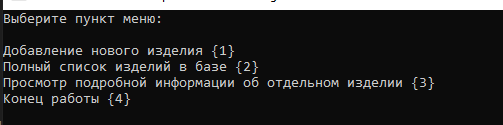 Выберите пункт меню:
Добавление нового изделия {1}
Полный список изделий в базе {2}
Просмотр подробной информации об отдельном изделии {3}
Конец работы {4}